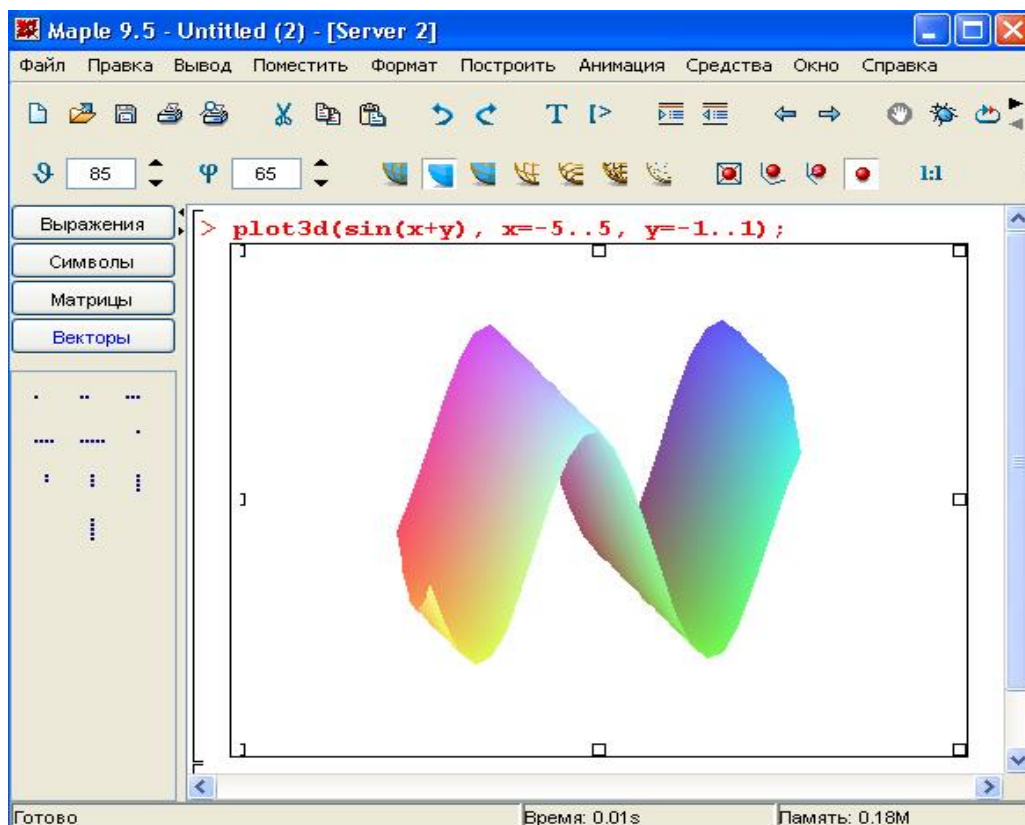 Maple 9.5 - Untitled (2) - [Server 2]
Файл Правка Вывод Поместить Формат Построить Анимация Средства Окно Справка
T [>
ϑ 85 φ 65 1:1
Выражения
Символы
Матрицы
Векторы
> plot3d(sin(x+y), x=-5..5, y=-1..1);
Готово Время: 0.01s Память: 0.18M